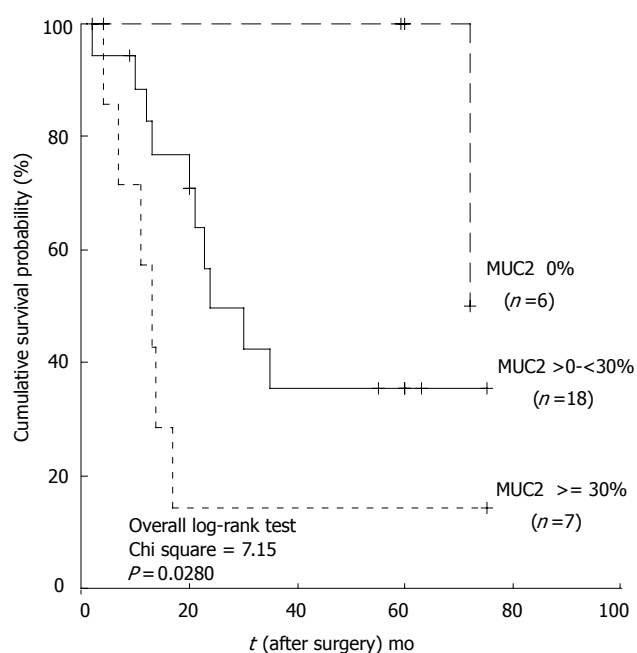 100
80
60
40
20
0
Cumulative survival probability (%)
MUC2 0%
(n=6)
MUC2 >0-<30%
(n=18)
MUC2 >= 30%
(n=7)
Overall log-rank test
Chi square = 7.15
P=0.0280
0 20 40 60 80 100
t (after surgery) mo